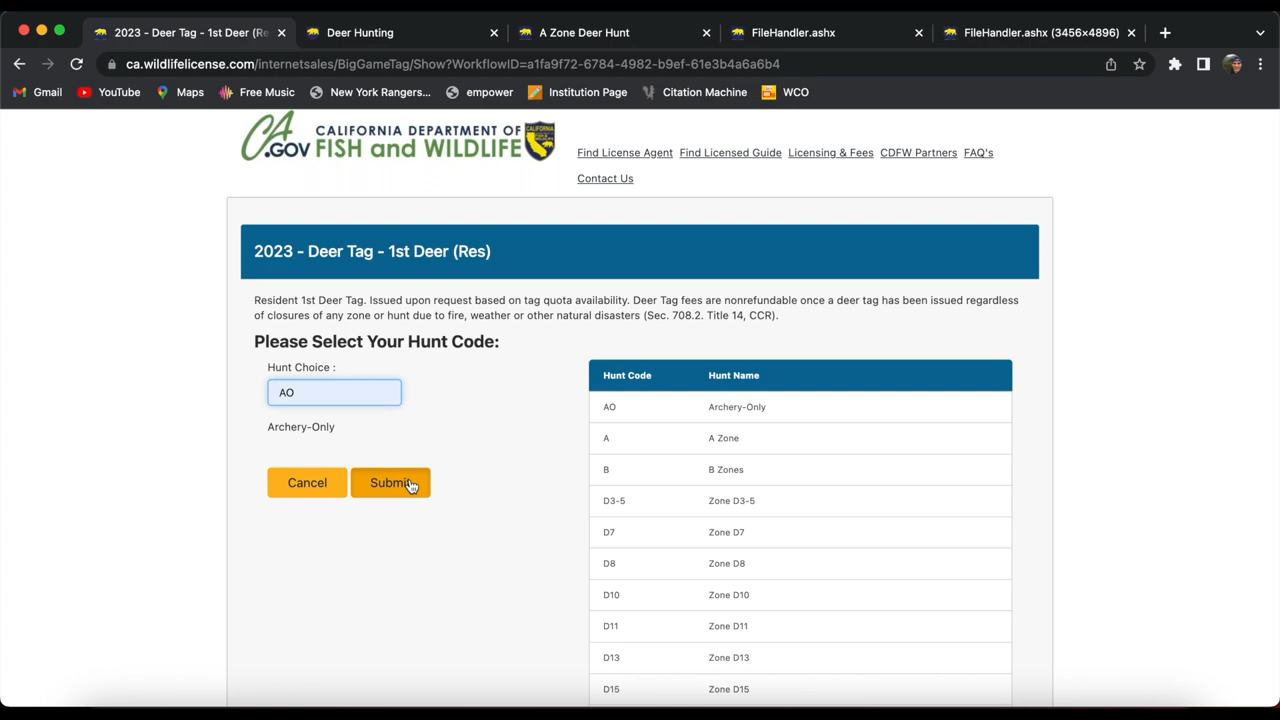 2023 - Deer Tag - 1st Deer (Re
Deer Hunting
A Zone Deer Hunt
FileHandler.ashx
FileHandler.ashx (3456×4896)
ca.wildlifelicense.com/internetsales/BigGameTag/Show?WorkflowID=a1fa9f72-6784-4982-b9ef-61e3b4a6a6b4
Gmail YouTube Maps Free Music New York Rangers... empower Institution Page Citation Machine WCO
CA.GOV CALIFORNIA DEPARTMENT OF
FISH and WILDLIFE
Find License Agent Find Licensed Guide Licensing & Fees CDFW Partners FAQ's
Contact Us
2023 - Deer Tag - 1st Deer (Res)
Resident 1st Deer Tag. Issued upon request based on tag quota availability. Deer Tag fees are nonrefundable once a deer tag has been issued regardless
of closures of any zone or hunt due to fire, weather or other natural disasters (Sec. 708.2. Title 14, CCR).
Please Select Your Hunt Code:
Hunt Choice :
AO
Archery-Only
Cancel Submit
Hunt Code Hunt Name
AO Archery-Only
A A Zone
B B Zones
D3-5 Zone D3-5
D7 Zone D7
D8 Zone D8
D10 Zone D10
D11 Zone D11
D13 Zone D13
D15 Zone D15